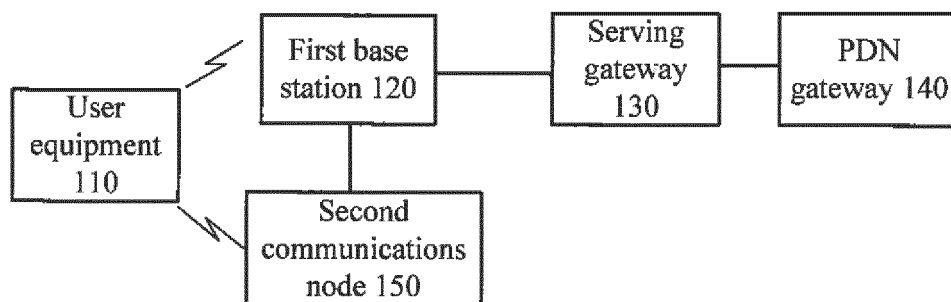 First base
station 120
Serving
gateway
130
PDN
gateway 140
User
equipment
110
Second
communications
node 150